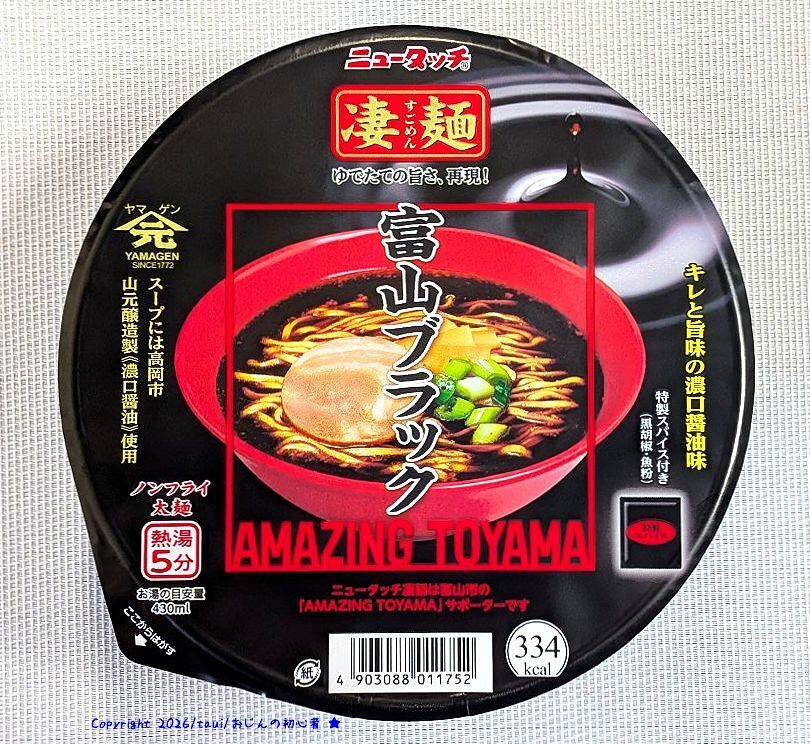 ニュータッチ®
凄麺
すごめん
ゆでたての旨さ、再現!
ヤマゲン
元
YAMAGEN
SINCE1772
スープには高岡市
山元醸造製《濃口醤油》使用
富山ブラック
キレと旨味の濃口醤油味
特製スパイス付き
(黒胡椒・魚粉)
ノンフライ
太麺
熱湯
5分
お湯の目安量
430ml
ここからはがす
AMAZING TOYAMA
ニュータッチ凄麺は富山市の
「AMAZING TOYAMA」サポーターです
紙
4 903088 011752
334
kcal
Copyright 2026/taui/おじんの初心者 ★